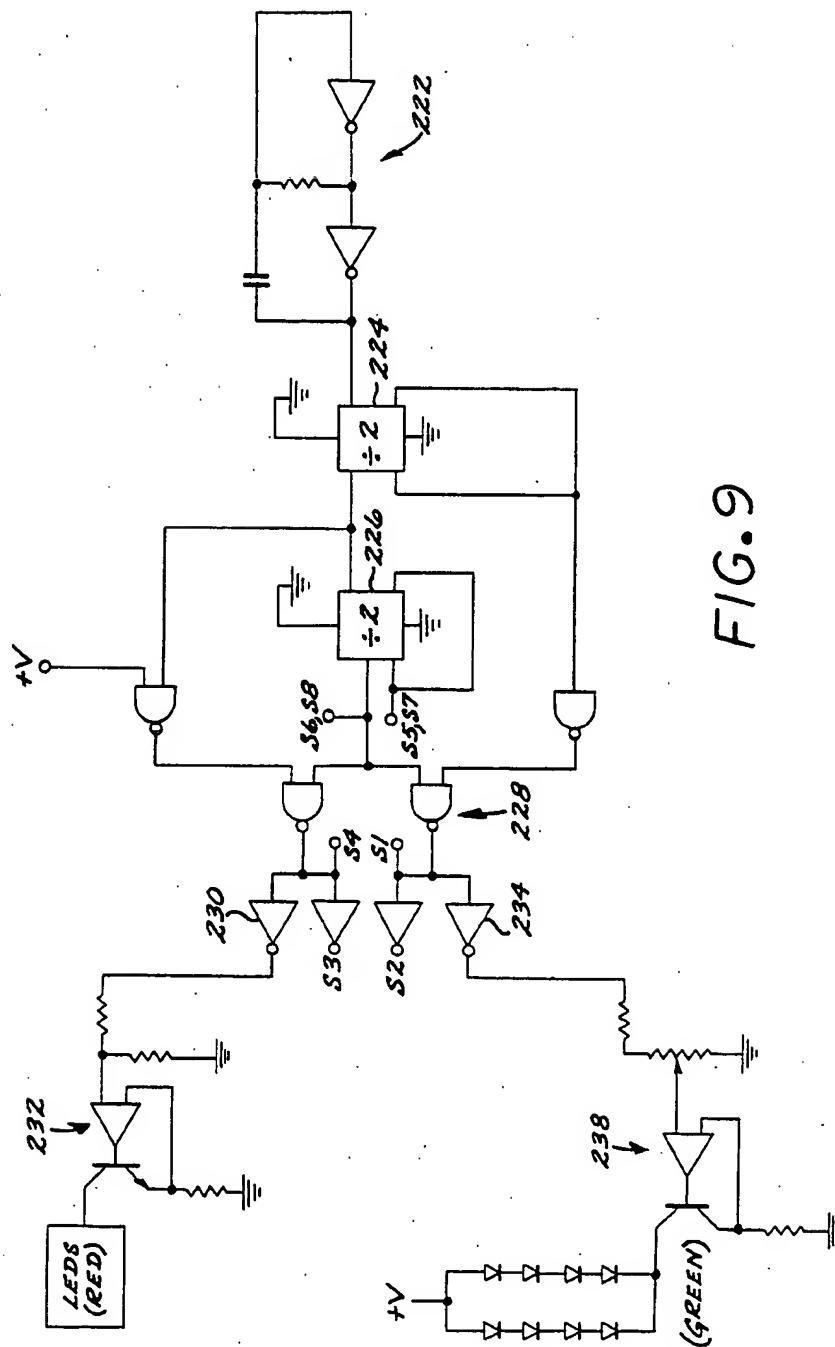 LEDS
(RED)
232
230
S3
S4
+V
S6,S8
÷2
226
÷2
224
222
S5,S7
S2
S1
234
228
+V
238
(GREEN)
FIG. 9